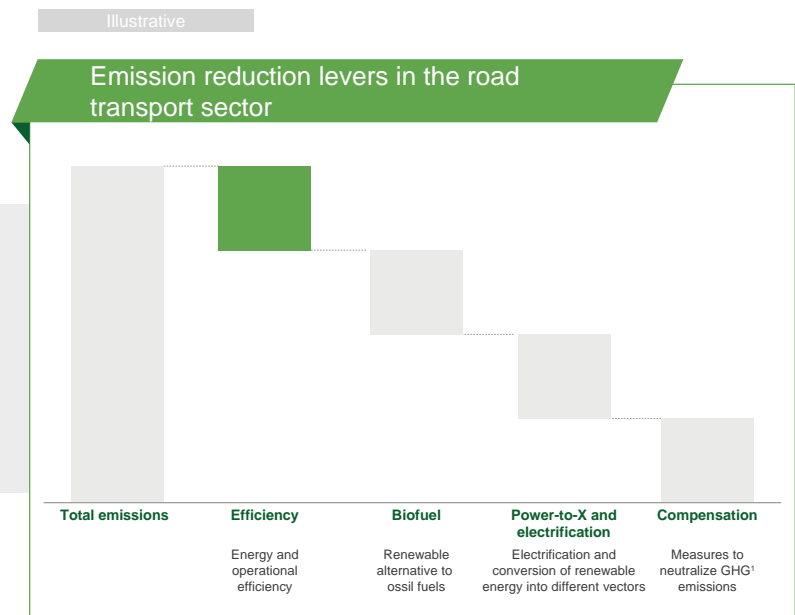 Illustrative
Emission reduction levers in the road
transport sector
Total emissions
Efficiency
Energy and
operational
efficiency
Biofuel
Renewable
alternative to
ossil fuels
Power-to-X and
electrification
Electrification and
conversion of renewable
energy into different vectors
Compensation
Measures to
neutralize GHG¹
emissions